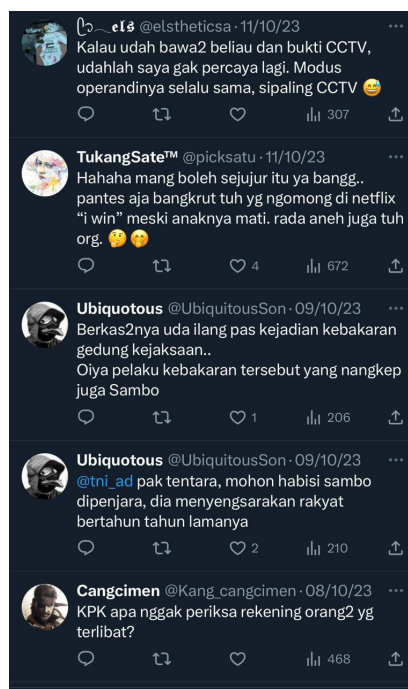 els @elstheticsa · 11/10/23
Kalau udah bawa2 beliau dan bukti CCTV,
udahlah saya gak percaya lagi. Modus
operandinya selalu sama, sipaling CCTV 😅
307
TukangSate™ @picksatu · 11/10/23
Hahaha mang boleh sejujur itu ya bangg..
pantes aja bangkrut tuh yg ngomong di netflix
“i win” meski anaknya mati. rada aneh juga tuh
org. 🤔🤭
4 672
Ubiquotous @UbiquitousSon · 09/10/23
Berkas2nya uda ilang pas kejadian kebakaran
gedung kejaksaan..
Oiya pelaku kebakaran tersebut yang nangkep
juga Sambo
1 206
Ubiquotous @UbiquitousSon · 09/10/23
@tni_ad pak tentara, mohon habisi sambo
dipenjara, dia menyengsarakan rakyat
bertahun tahun lamanya
2 210
Cangcimen @Kang_cangcimen · 08/10/23
KPK apa nggak periksa rekening orang2 yg
terlibat?
468